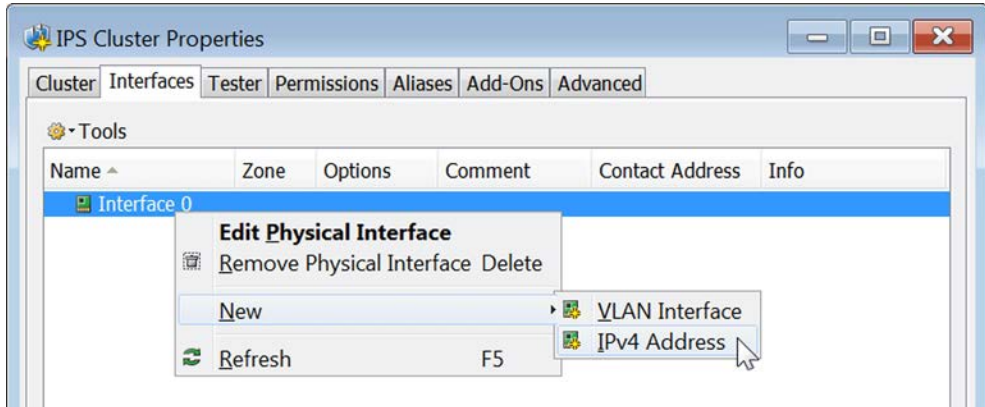 IPS Cluster Properties
Cluster Interfaces Tester Permissions Aliases Add-Ons Advanced
Tools
Name Zone Options Comment Contact Address Info
Interface 0
Edit Physical Interface
Remove Physical Interface Delete
New
VLAN Interface
IPv4 Address
Refresh F5